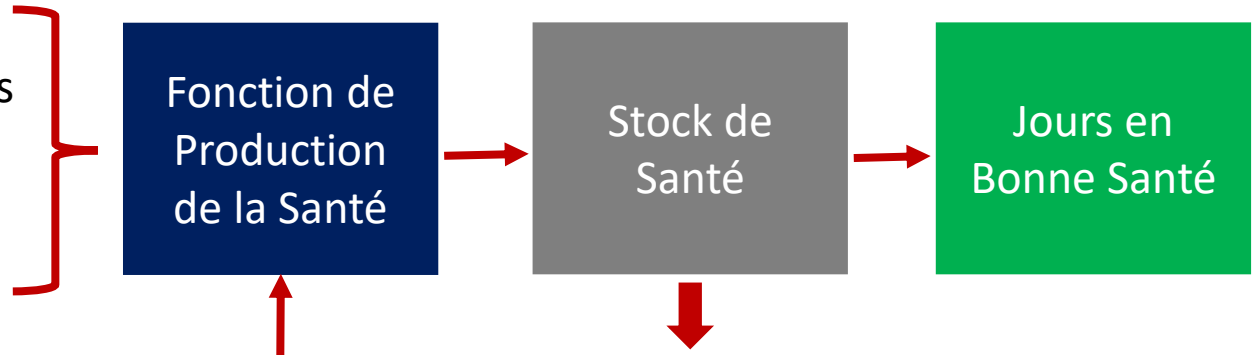 s
Fonction de
Production
de la Santé
Stock de
Santé
Jours en
Bonne Santé